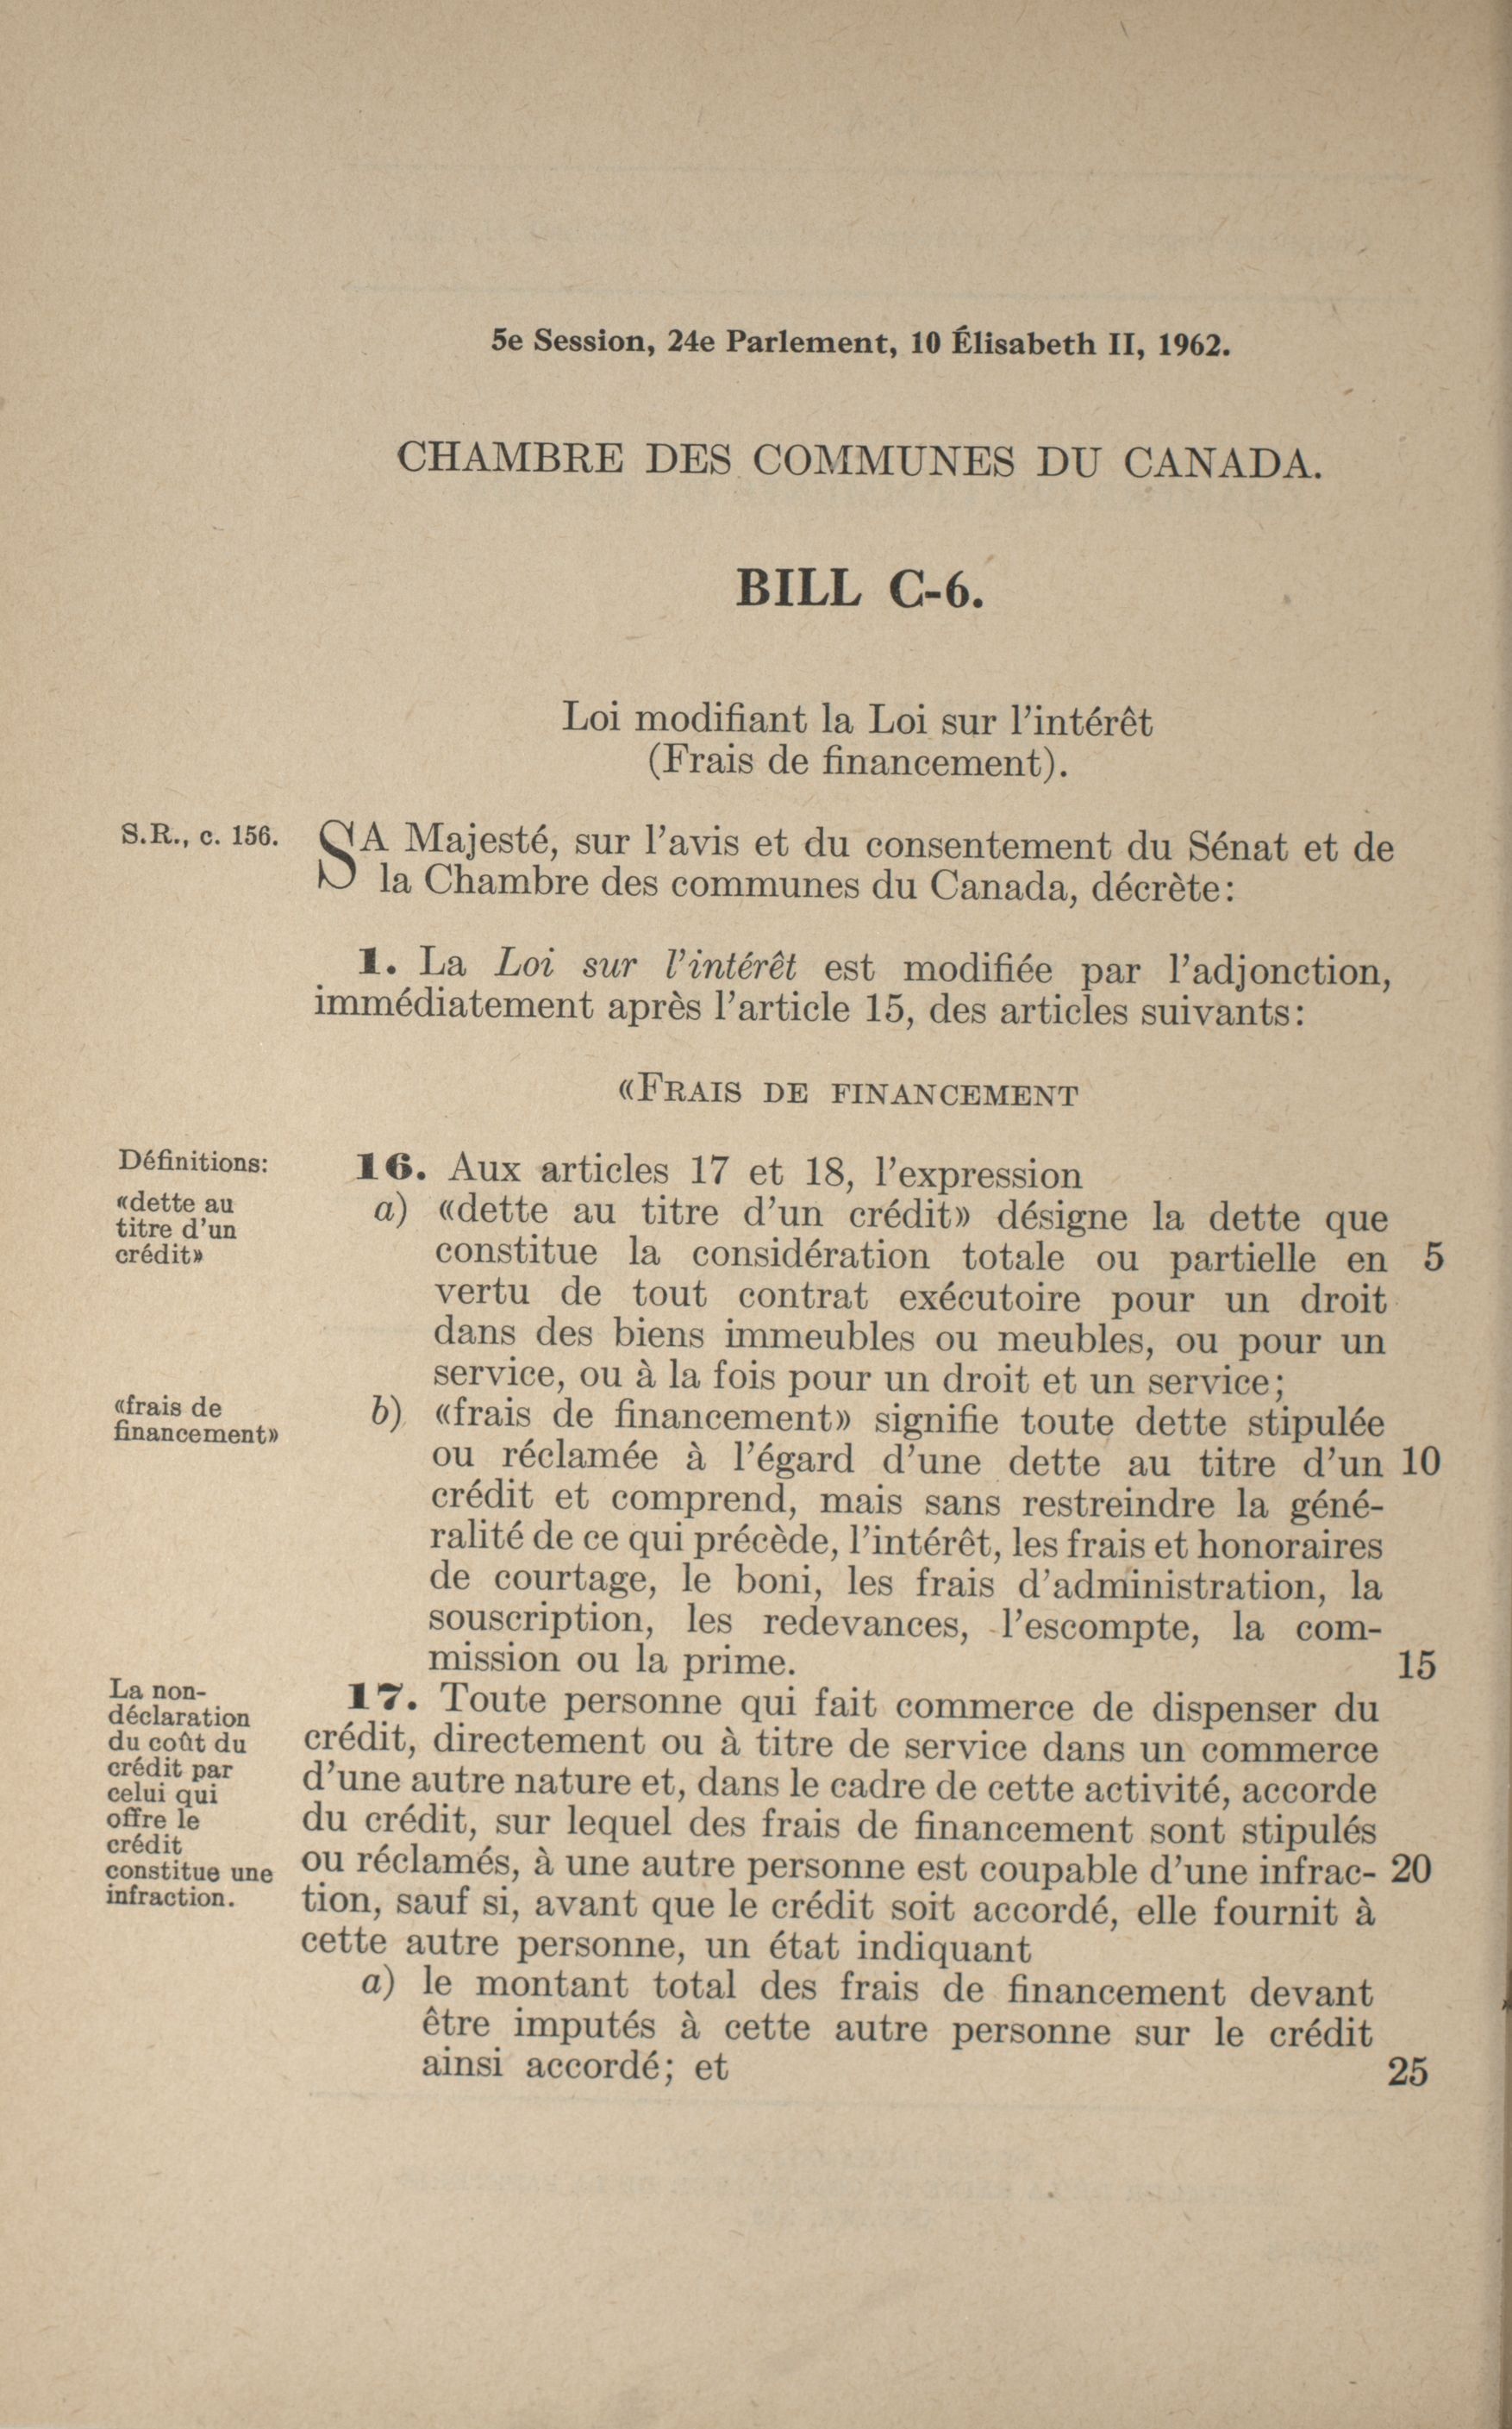 5e Session, 24e Parlement, 10 Élisabeth II, 1962.
CHAMBRE DES COMMUNES DU CANADA.
BILL C-6.
Loi modifiant la Loi sur l'intérêt
(Frais de financement).
S.R., c. 156.
SA Majesté, sur l'avis et du consentement du Sénat et de
la Chambre des communes du Canada, décrète:
1. La Loi sur l'intérêt est modifiée par l'adjonction,
immédiatement après l'article 15, des articles suivants:
«FRAIS DE FINANCEMENT
Définitions:
16. Aux articles 17 et 18, l'expression
«dette au
titre d'un
crédit»
a) «dette au titre d'un crédit» désigne la dette que
constitue la considération totale ou partielle en 5
vertu de tout contrat exécutoire pour un droit
dans des biens immeubles ou meubles, ou pour un
service, ou à la fois pour un droit et un service;
«frais de
financement»
b) «frais de financement» signifie toute dette stipulée
ou réclamée à l'égard d'une dette au titre d'un 10
crédit et comprend, mais sans restreindre la géné-
ralité de ce qui précède, l'intérêt, les frais et honoraires
de courtage, le boni, les frais d'administration, la
souscription, les redevances, l'escompte, la com-
mission ou la prime. 15
La non-
déclaration
du coût du
crédit par
celui qui
offre le
crédit
constitue une
infraction.
17. Toute personne qui fait commerce de dispenser du
crédit, directement ou à titre de service dans un commerce
d'une autre nature et, dans le cadre de cette activité, accorde
du crédit, sur lequel des frais de financement sont stipulés
ou réclamés, à une autre personne est coupable d'une infrac- 20
tion, sauf si, avant que le crédit soit accordé, elle fournit à
cette autre personne, un état indiquant
a) le montant total des frais de financement devant
être imputés à cette autre personne sur le crédit
ainsi accordé; et 25